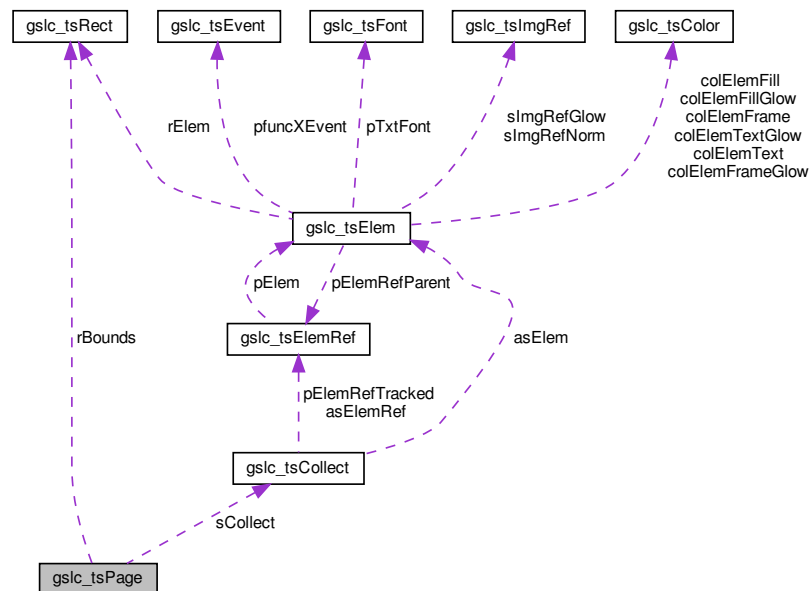 gslc_tsRect
gslc_tsEvent
gslc_tsFont
gslc_tsImgRef
gslc_tsColor
rElem
pfuncXEvent
pTxtFont
sImgRefGlow
sImgRefNorm
colElemFill
colElemFillGlow
colElemFrame
colElemTextGlow
colElemText
colElemFrameGlow
gslc_tsElem
pElem
pElemRefParent
rBounds
gslc_tsElemRef
asElem
pElemRefTracked
asElemRef
gslc_tsCollect
sCollect
gslc_tsPage